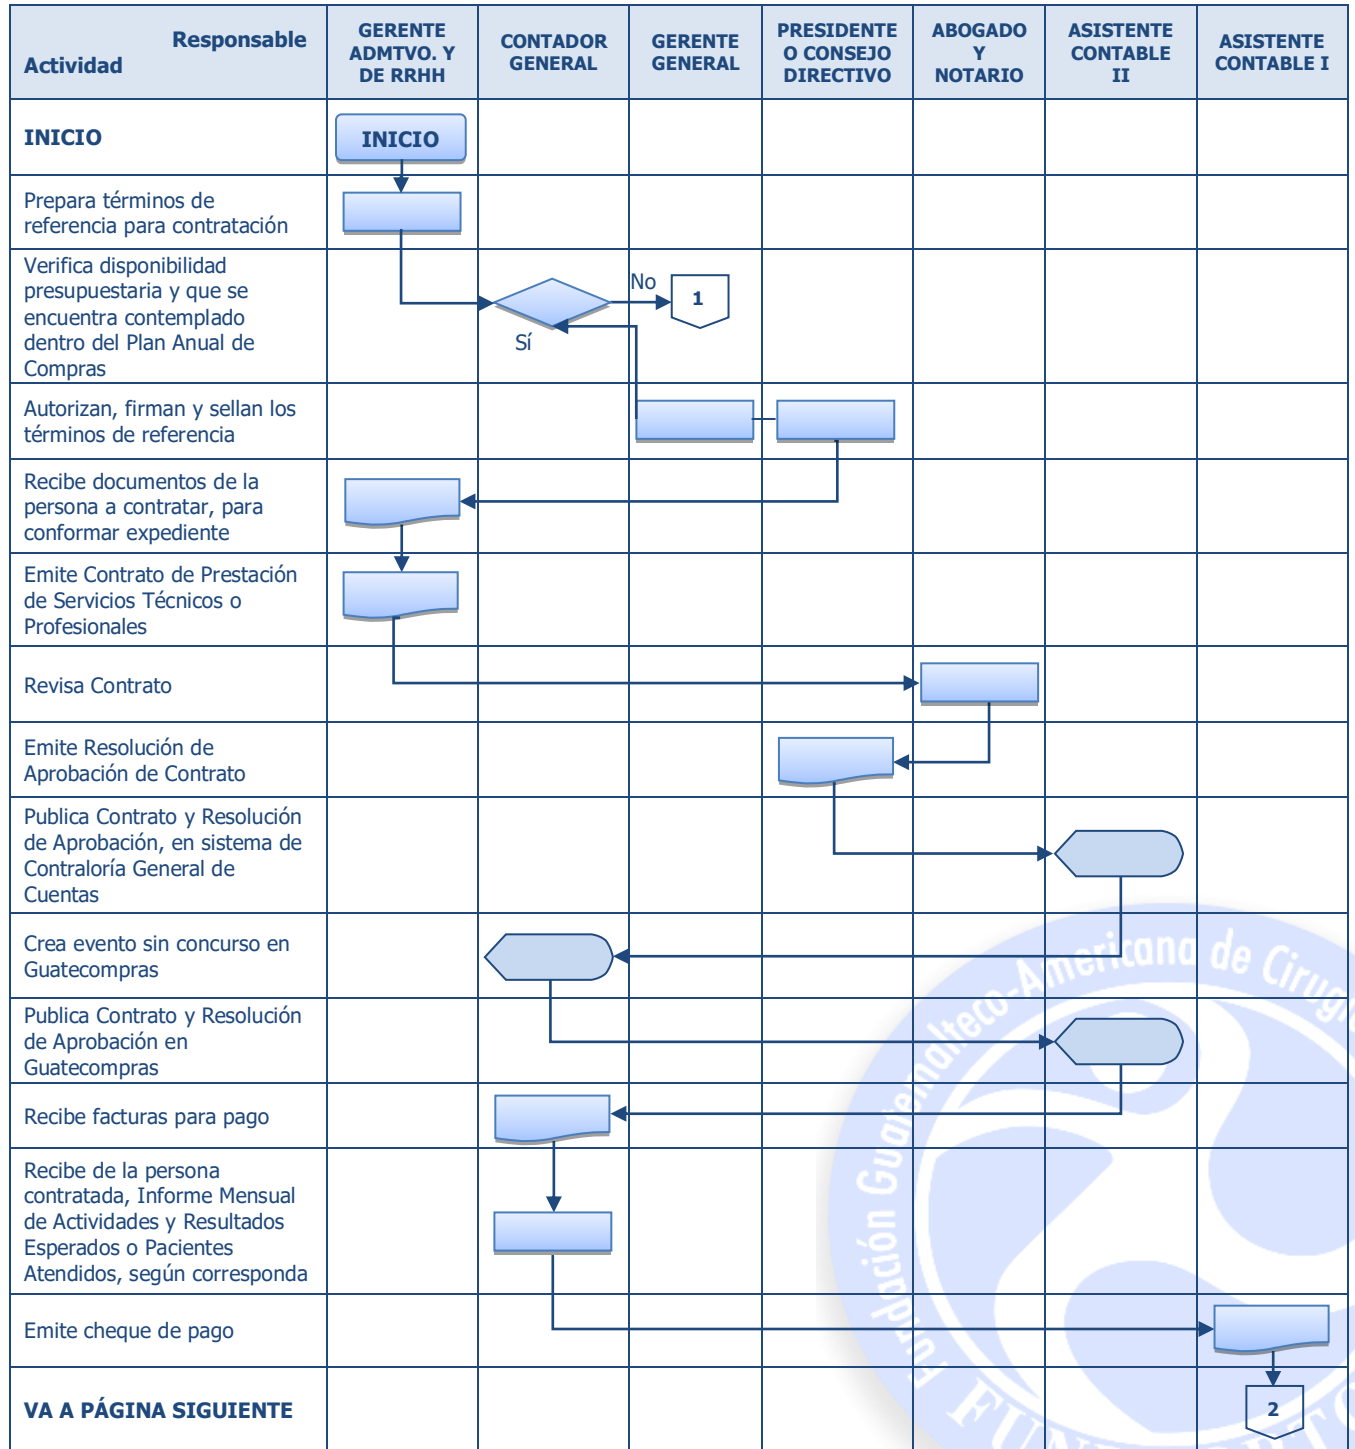 Responsable
Actividad
GERENTE
ADMTVO. Y
DE RRHH
CONTADOR
GENERAL
GERENTE
GENERAL
PRESIDENTE
O CONSEJO
DIRECTIVO
ABOGADO
Y
NOTARIO
ASISTENTE
CONTABLE
II
ASISTENTE
CONTABLE I
INICIO
INICIO
Prepara términos de
referencia para contratación
Verifica disponibilidad
presupuestaria y que se
encuentra contemplado
dentro del Plan Anual de
Compras
No
1
Sí
Autorizan, firman y sellan los
términos de referencia
Recibe documentos de la
persona a contratar, para
conformar expediente
Emite Contrato de Prestación
de Servicios Técnicos o
Profesionales
Revisa Contrato
Emite Resolución de
Aprobación de Contrato
Publica Contrato y Resolución
de Aprobación, en sistema de
Contraloría General de
Cuentas
Crea evento sin concurso en
Guatecompras
Publica Contrato y Resolución
de Aprobación en
Guatecompras
Recibe facturas para pago
Recibe de la persona
contratada, Informe Mensual
de Actividades y Resultados
Esperados o Pacientes
Atendidos, según corresponda
Emite cheque de pago
VA A PÁGINA SIGUIENTE
2
Fundación Guatemalteco-Americana de